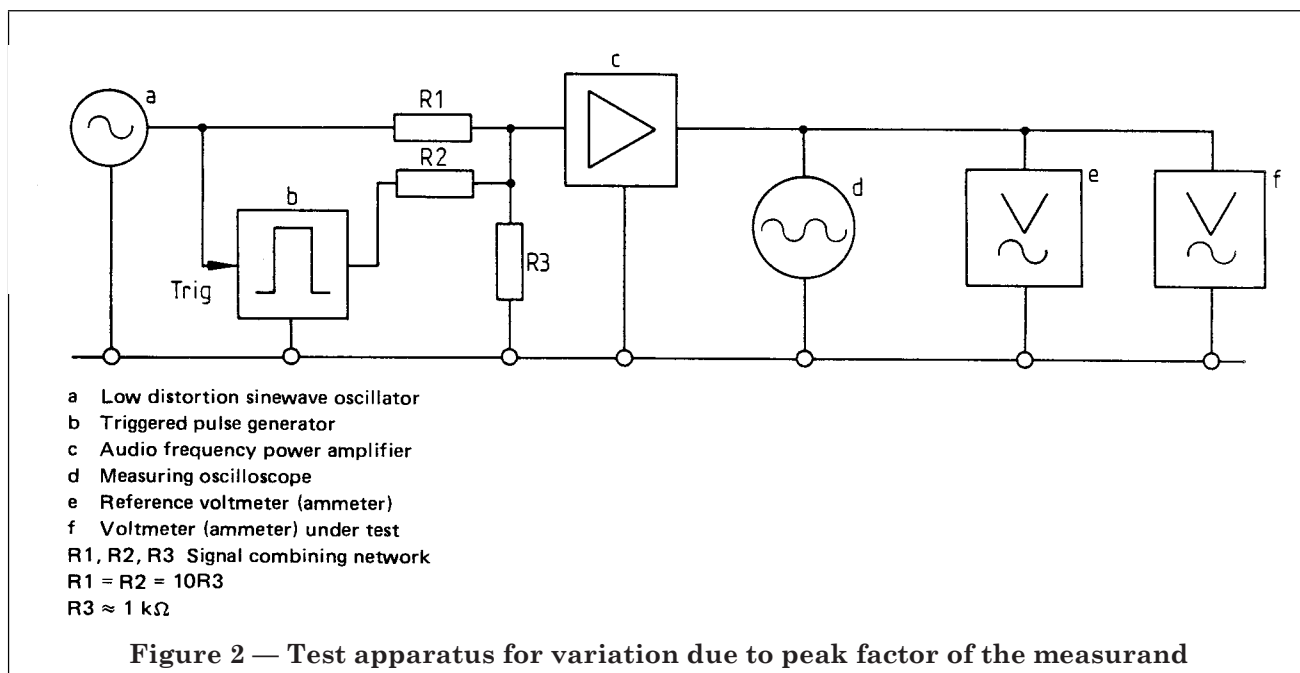 a
c
R1
R2
b
d
e
f
R3
Trig
a Low distortion sinewave oscillator
b Triggered pulse generator
c Audio frequency power amplifier
d Measuring oscilloscope
e Reference voltmeter (ammeter)
f Voltmeter (ammeter) under test
R1, R2, R3 Signal combining network
R1 = R2 = 10R3
R3 ≈ 1 kΩ
Figure 2 — Test apparatus for variation due to peak factor of the measurand